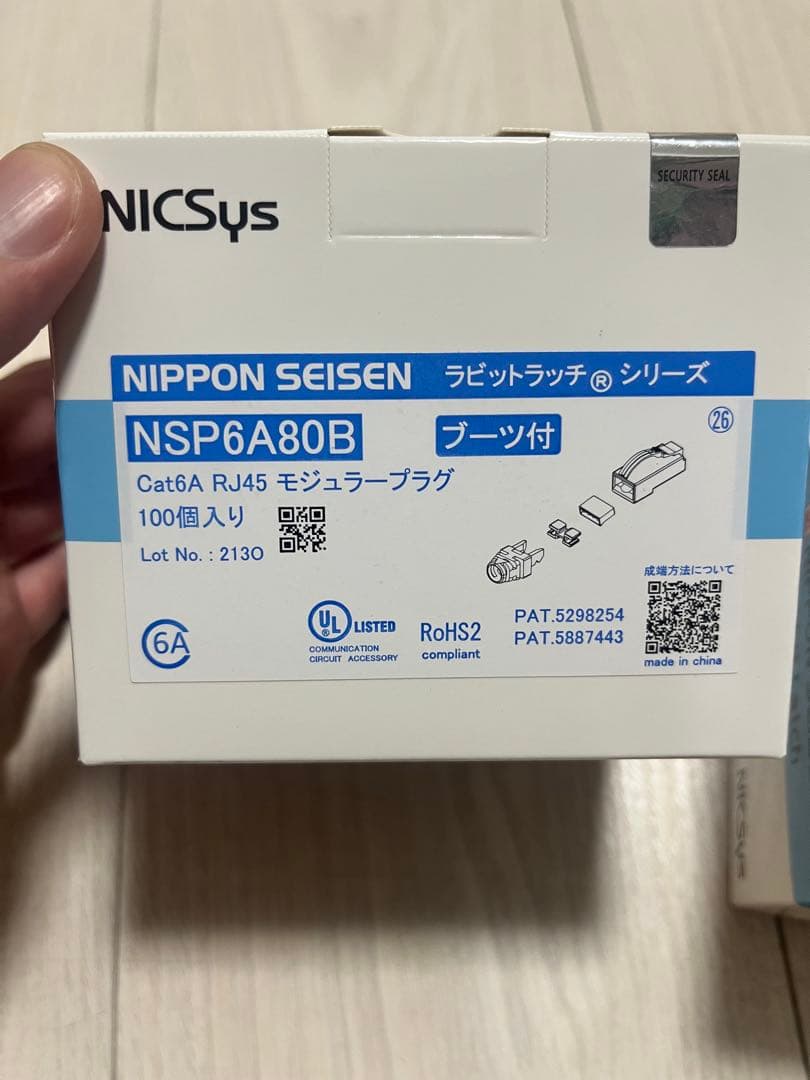 NICSys
SECURITY SEAL
NIPPON SEISEN ラビットラッチ®シリーズ
NSP6A80B ブーツ付 ㉖
Cat6A RJ45 モジュラープラグ
100個入り
Lot No. : 213O
成端方法について
6A
UL® LISTED
COMMUNICATION
CIRCUIT ACCESSORY
RoHS2
compliant
PAT.5298254
PAT.5887443
made in china
NICSys